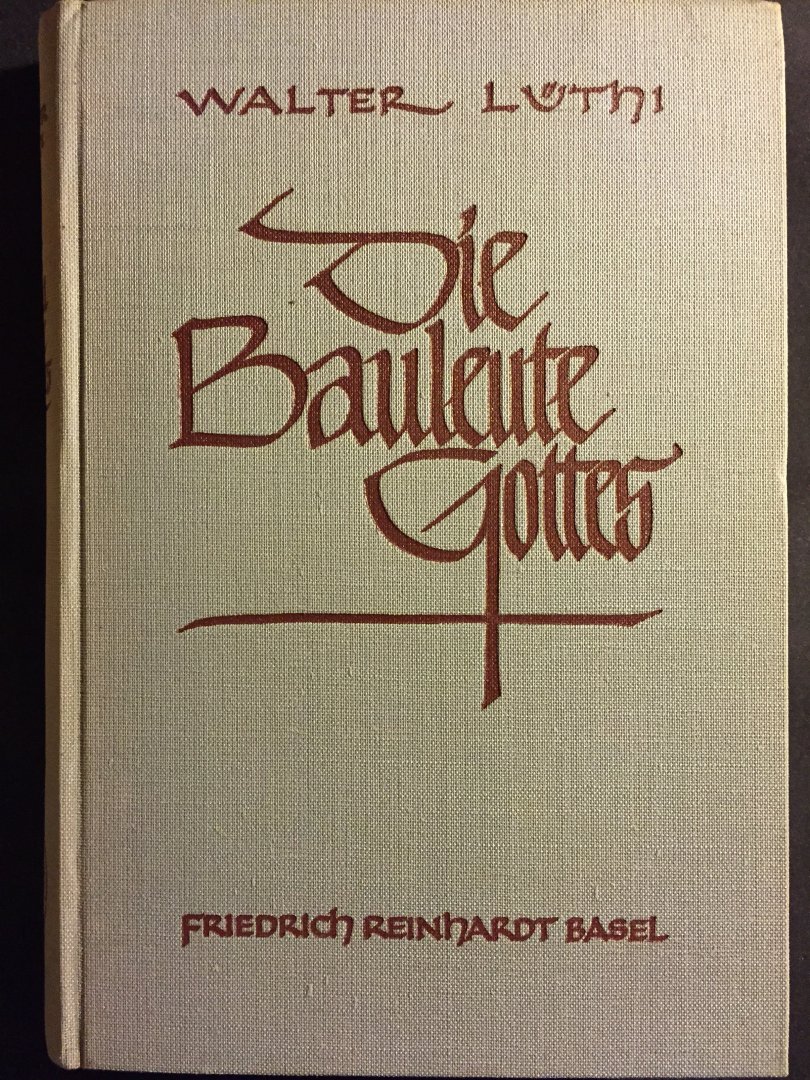 WALTER LÜTHI
Die
Bauleute
Gottes
FRIEDRICH REINHARDT BASEL